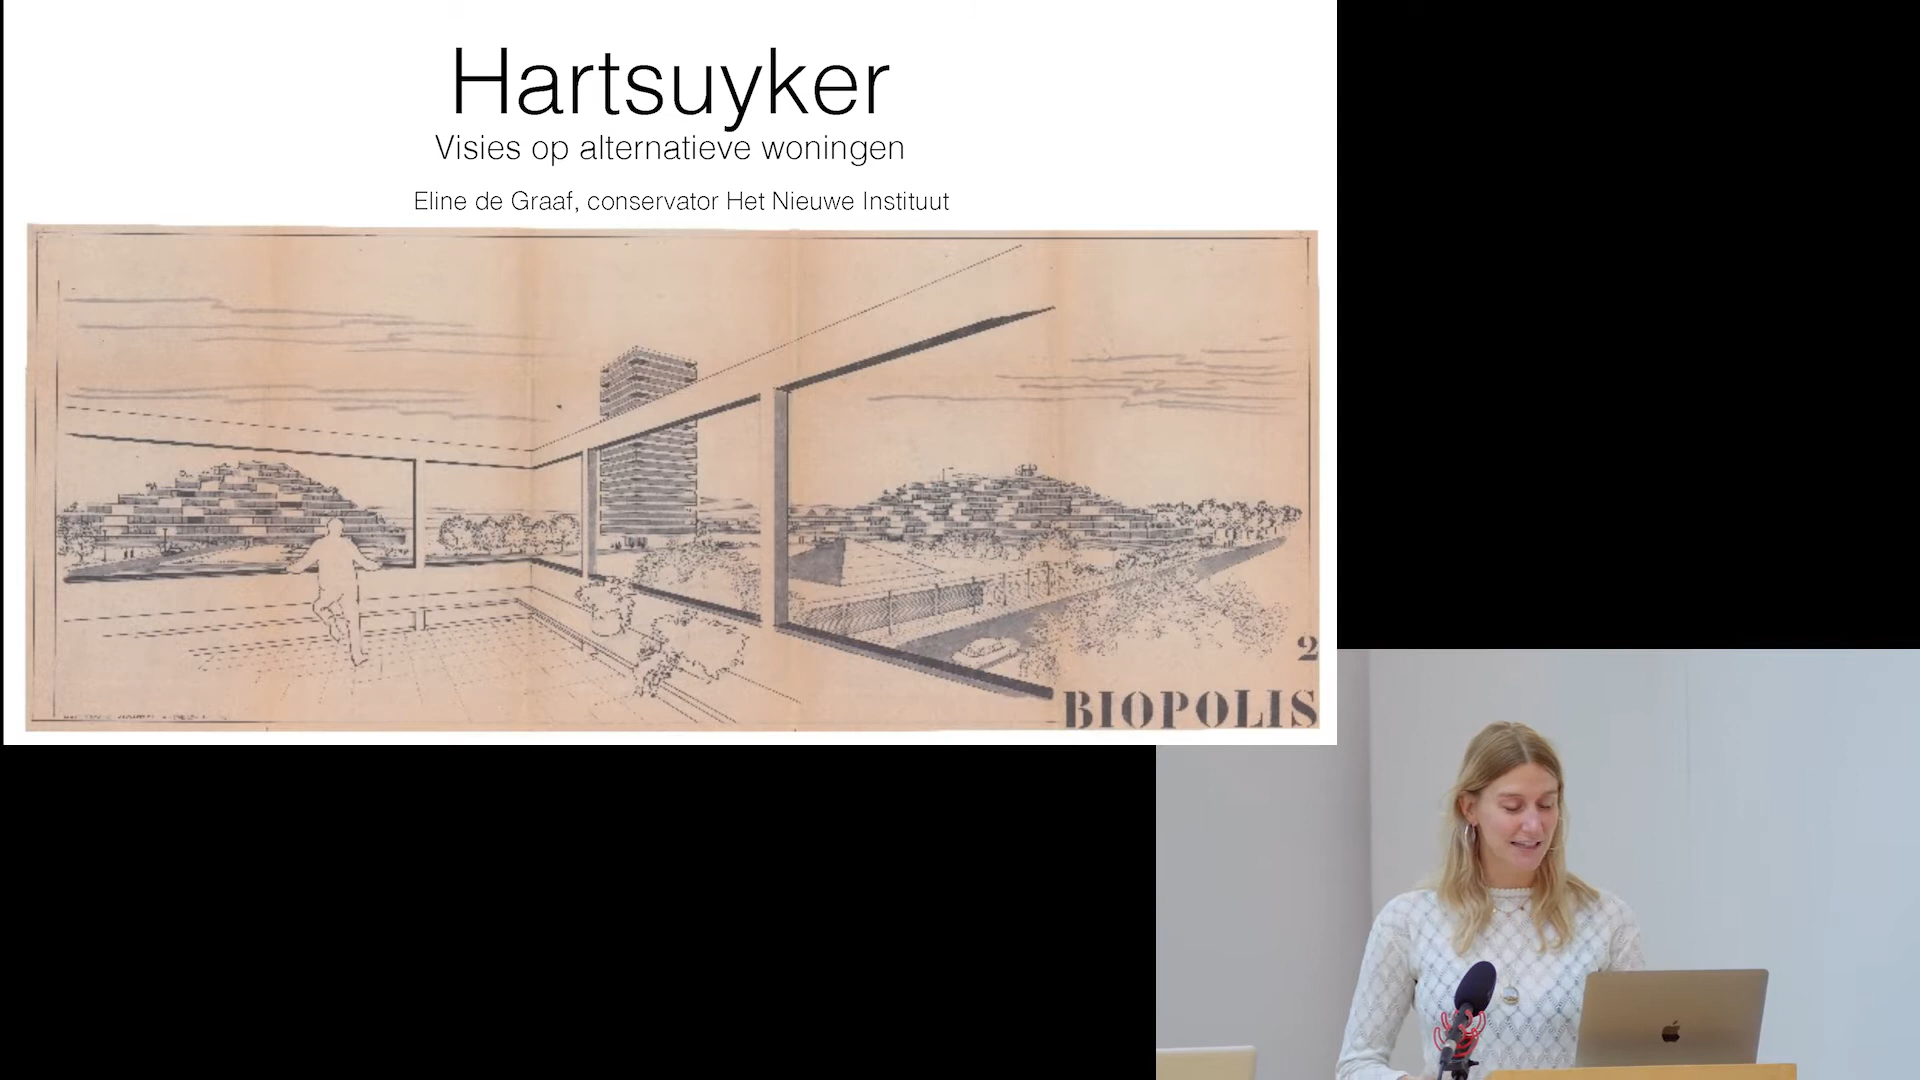 Hartsuyker
Visies op alternatieve woningen
Eline de Graaf, conservator Het Nieuwe Instituut
2
BIOPOLIS